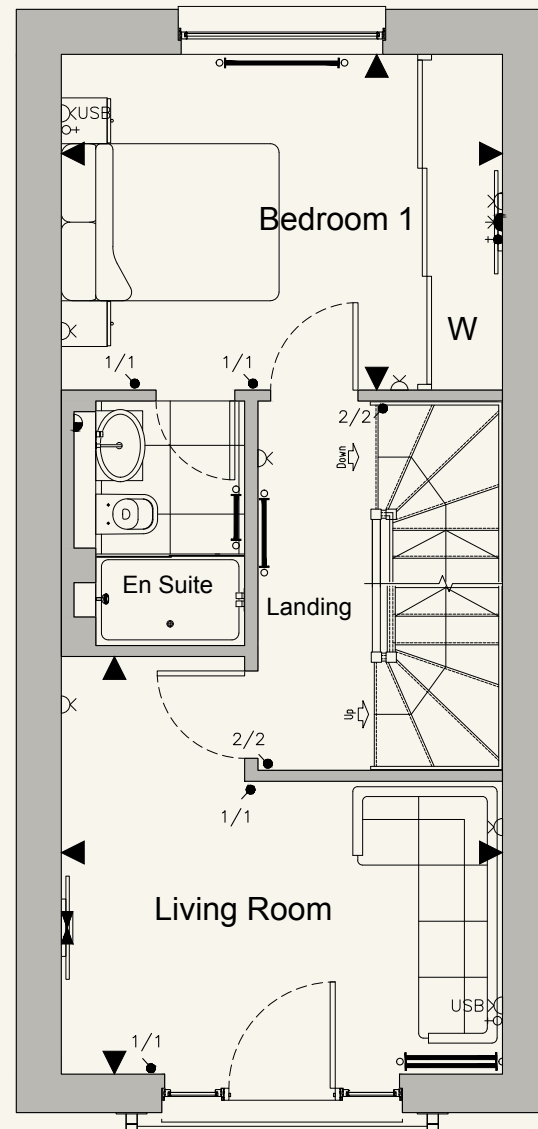 USB
Bedroom 1
W
1/1
1/1
2/2
Down
En Suite
Landing
Up
2/2
1/1
Living Room
USB
1/1